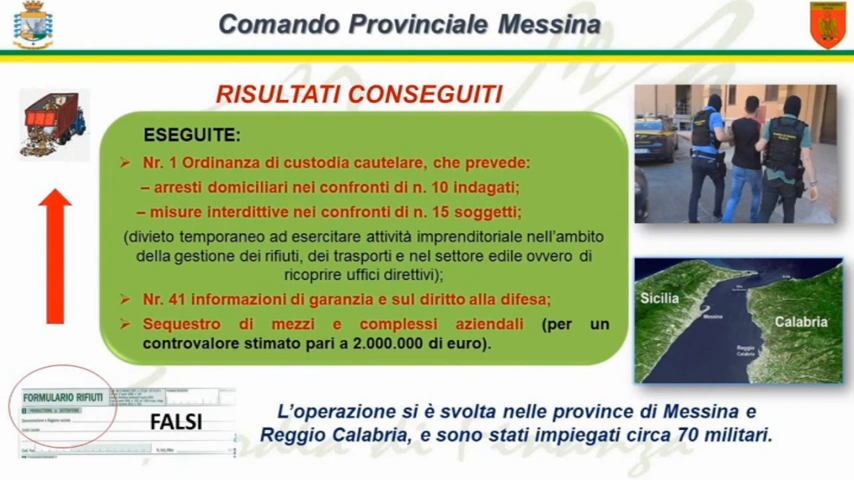 Comando Provinciale Messina
RISULTATI CONSEGUITI
ESEGUITE:
➢ Nr. 1 Ordinanza di custodia cautelare, che prevede:
– arresti domiciliari nei confronti di n. 10 indagati;
– misure interdittive nei confronti di n. 15 soggetti;
(divieto temporaneo ad esercitare attività imprenditoriale nell'ambito
della gestione dei rifiuti, dei trasporti e nel settore edile ovvero di
ricoprire uffici direttivi);
➢ Nr. 41 informazioni di garanzia e sul diritto alla difesa;
➢ Sequestro di mezzi e complessi aziendali (per un
controvalore stimato pari a 2.000.000 di euro).
Sicilia
Messina
Calabria
Reggio
Calabria
FORMULARIO RIFIUTI
FALSI
L'operazione si è svolta nelle province di Messina e
Reggio Calabria, e sono stati impiegati circa 70 militari.